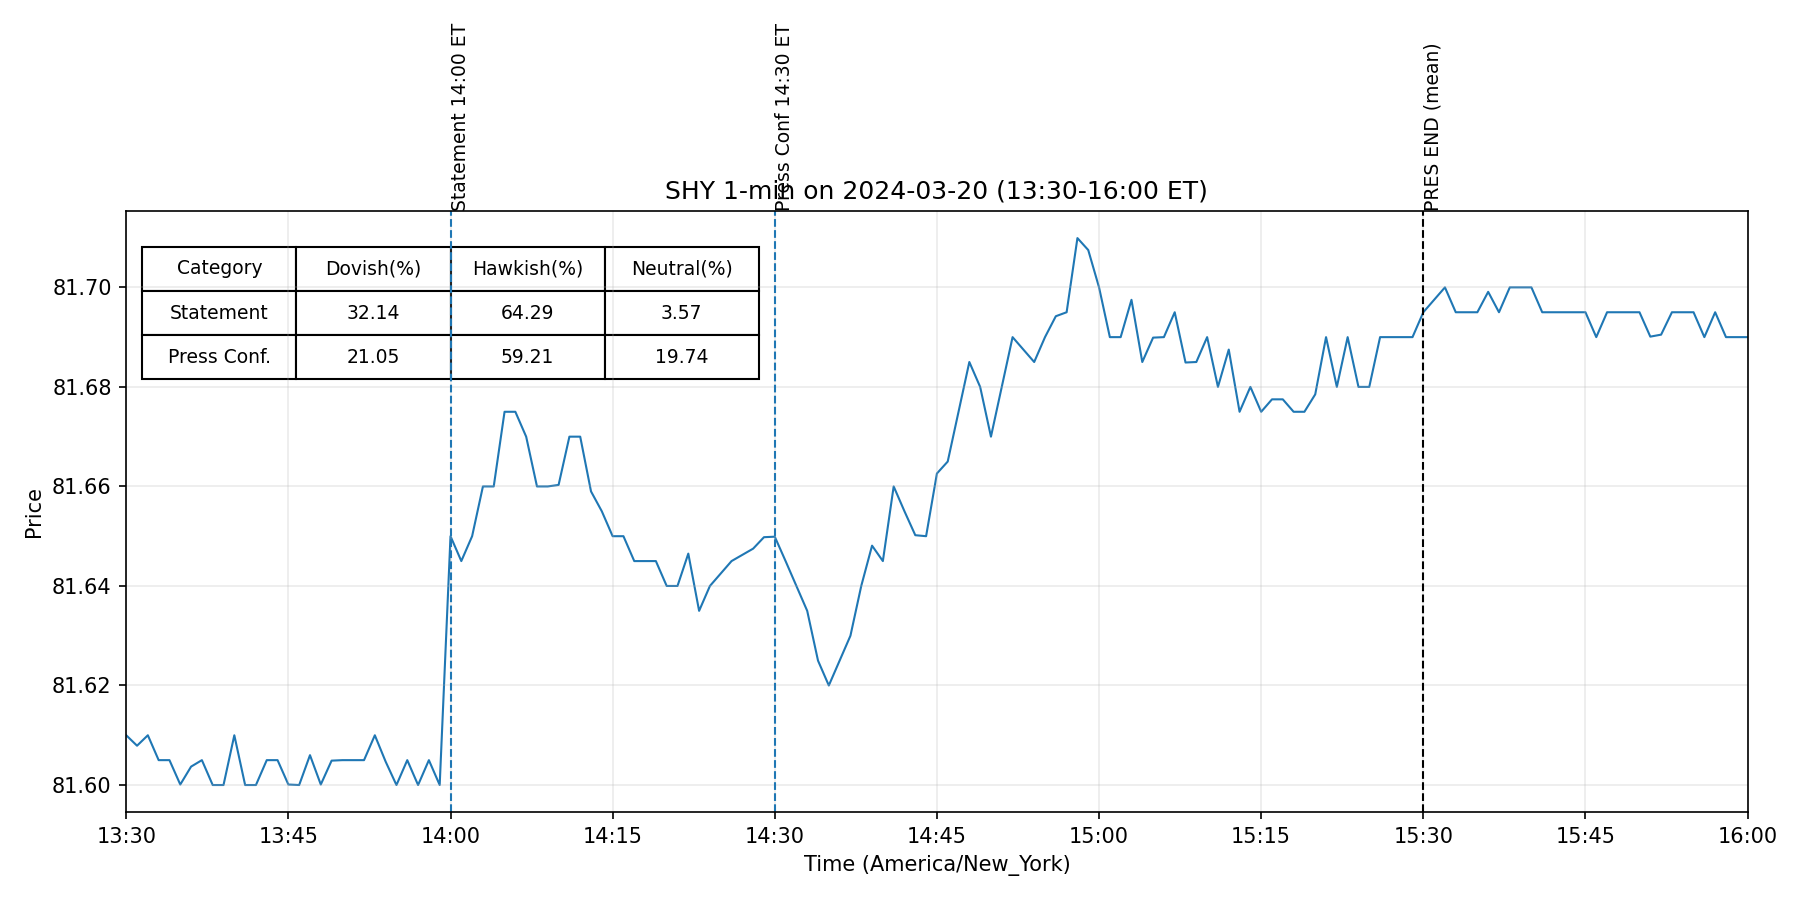 Statement 14:00 ET
Press Conf 14:30 ET
PRES END (mean)
SHY 1-min on 2024-03-20 (13:30-16:00 ET)
Category Dovish(%) Hawkish(%) Neutral(%)
Statement 32.14 64.29 3.57
Press Conf. 21.05 59.21 19.74
Price
81.70
81.68
81.66
81.64
81.62
81.60
13:30 13:45 14:00 14:15 14:30 14:45 15:00 15:15 15:30 15:45 16:00
Time (America/New_York)